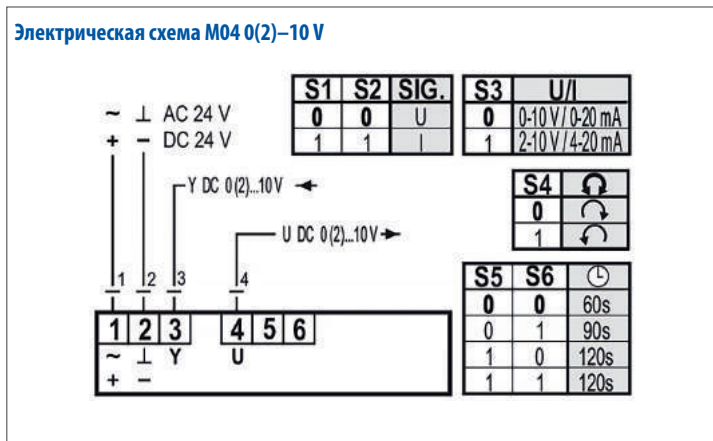 Электрическая схема M04 0(2)–10 V
~ ⊥ AC 24 V
+ – DC 24 V
Y DC 0(2)...10V
U DC 0(2)...10V
1 2 3 4
1 2 3 4 5 6
~ ⊥ Y U
+ –
S1 S2 SIG.
0 0 U
1 1 I
S3 U/I
0 0-10 V / 0-20 mA
1 2-10 V / 4-20 mA
S4
0
1
S5 S6
0 0 60s
0 1 90s
1 0 120s
1 1 120s